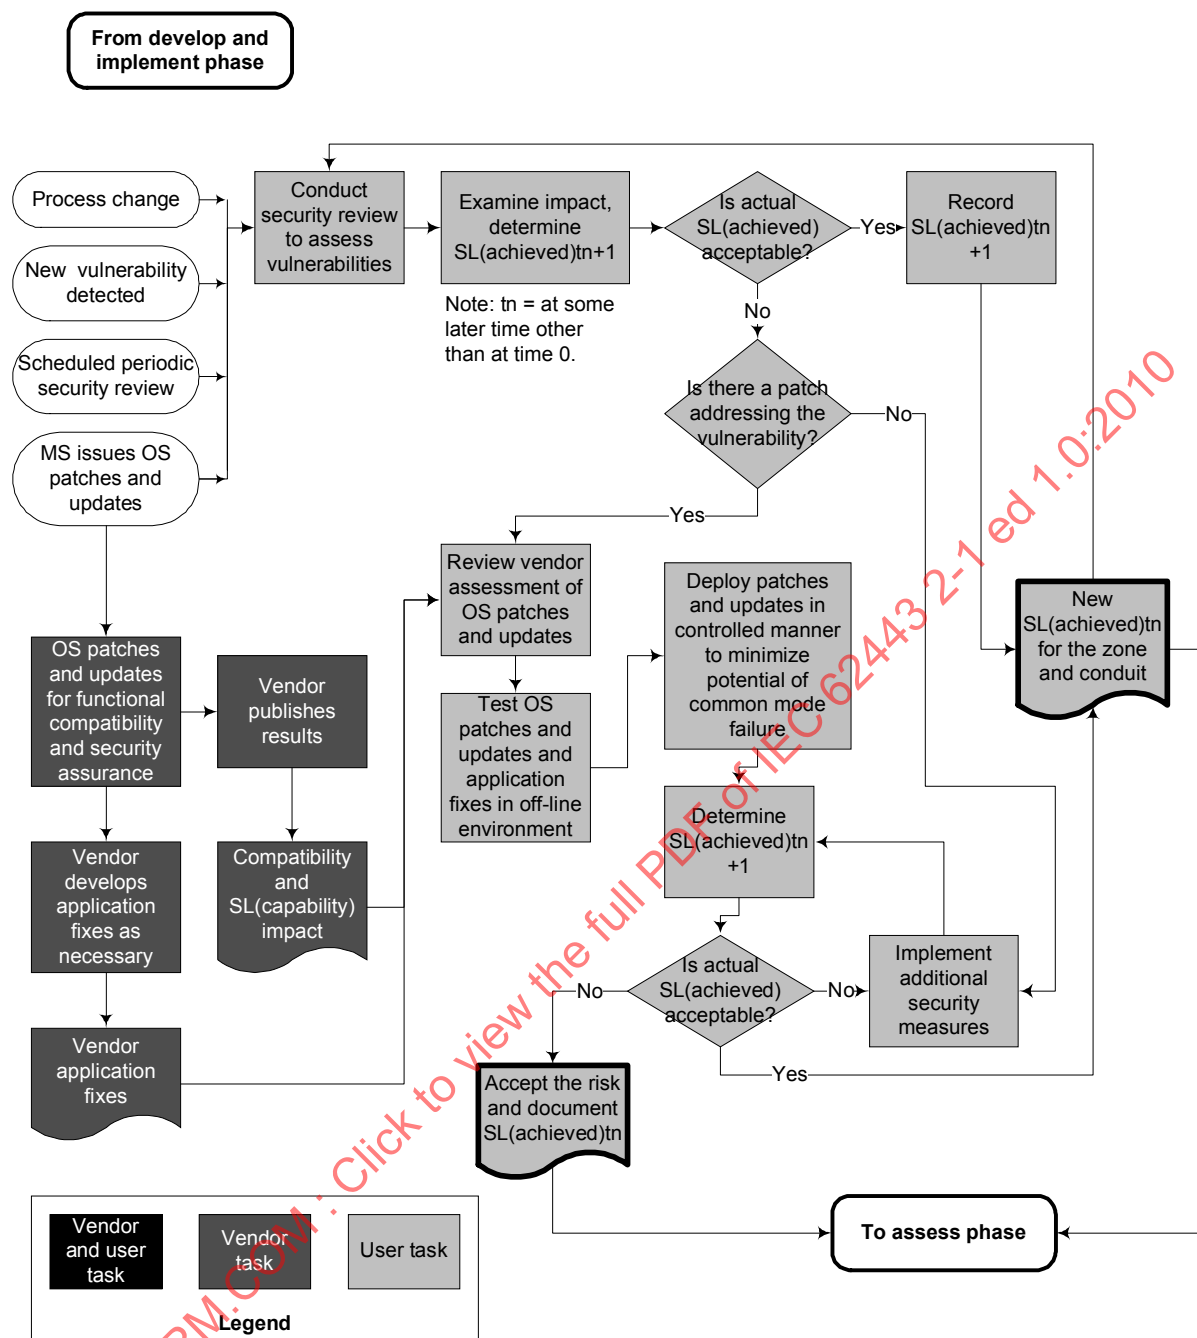 From develop and
implement phase
Process change
New vulnerability
detected
Scheduled periodic
security review
MS issues OS
patches and
updates
Conduct
security review
to assess
vulnerabilities
Examine impact,
determine
SL(achieved)tn+1
Note: tn = at some
later time other
than at time 0.
Is actual
SL(achieved)
acceptable?
Yes
Record
SL(achieved)tn
+1
No
Is there a patch
addressing the
vulnerability?
No
Yes
Review vendor
assessment of
OS patches
and updates
Deploy patches
and updates in
controlled manner
to minimize
potential of
common mode
failure
New
SL(achieved)tn
for the zone
and conduit
OS patches
and updates
for functional
compatibility
and security
assurance
Vendor
publishes
results
Test OS
patches and
updates and
application
fixes in off-line
environment
Determine
SL(achieved)tn
+1
Vendor
develops
application
fixes as
necessary
Compatibility
and
SL(capability)
impact
Is actual
SL(achieved)
acceptable?
No
No
Implement
additional
security
measures
Yes
Vendor
application
fixes
Accept the risk
and document
SL(achieved)tn
To assess phase
Vendor
and user
task
Vendor
task
User task
Legend
RM.COM : Click to view the full PDF of IEC 62443 2-1 ed 1.0:2010